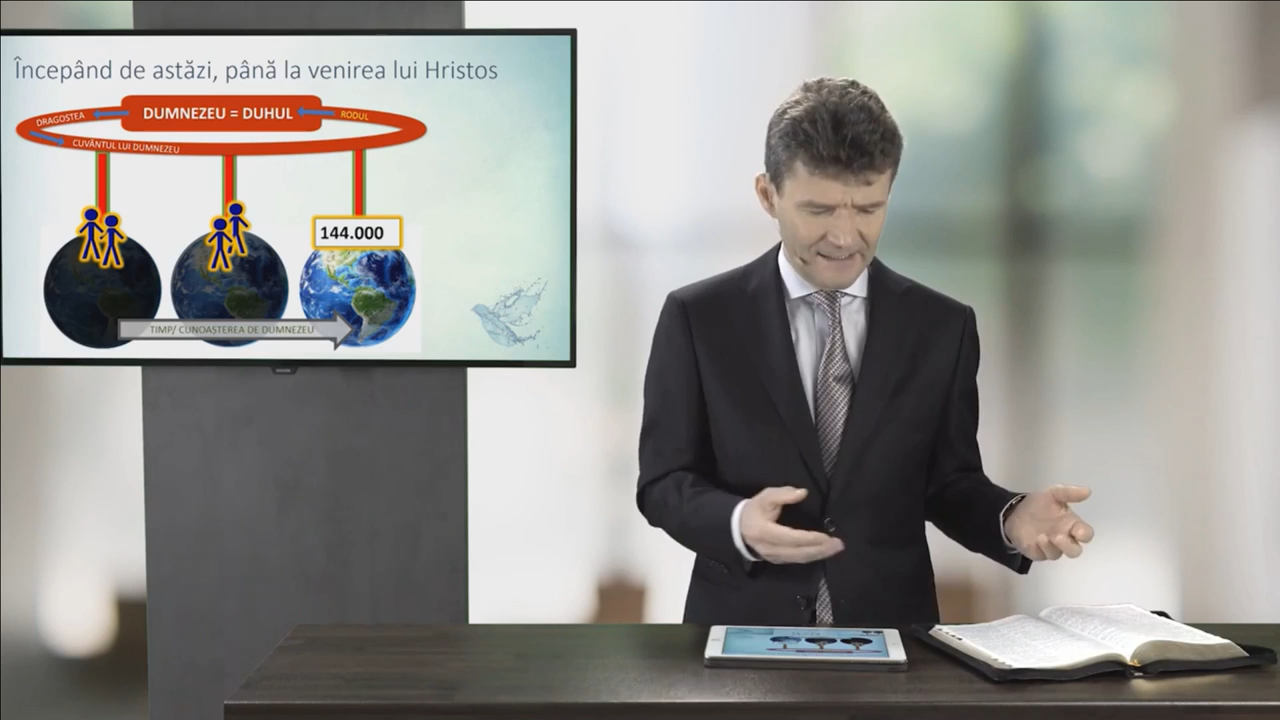 Începând de astăzi, până la venirea lui Hristos
DRAGOSTEA
DUMNEZEU = DUHUL
RODUL
CUVÂNTUL LUI DUMNEZEU
144.000
TIMP/ CUNOAȘTEREA DE DUMNEZEU